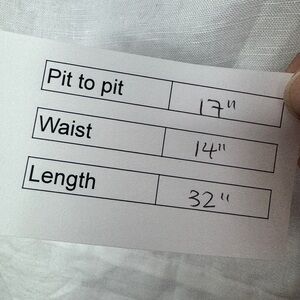 Pit to pit 17"
Waist 14"
Length 32"